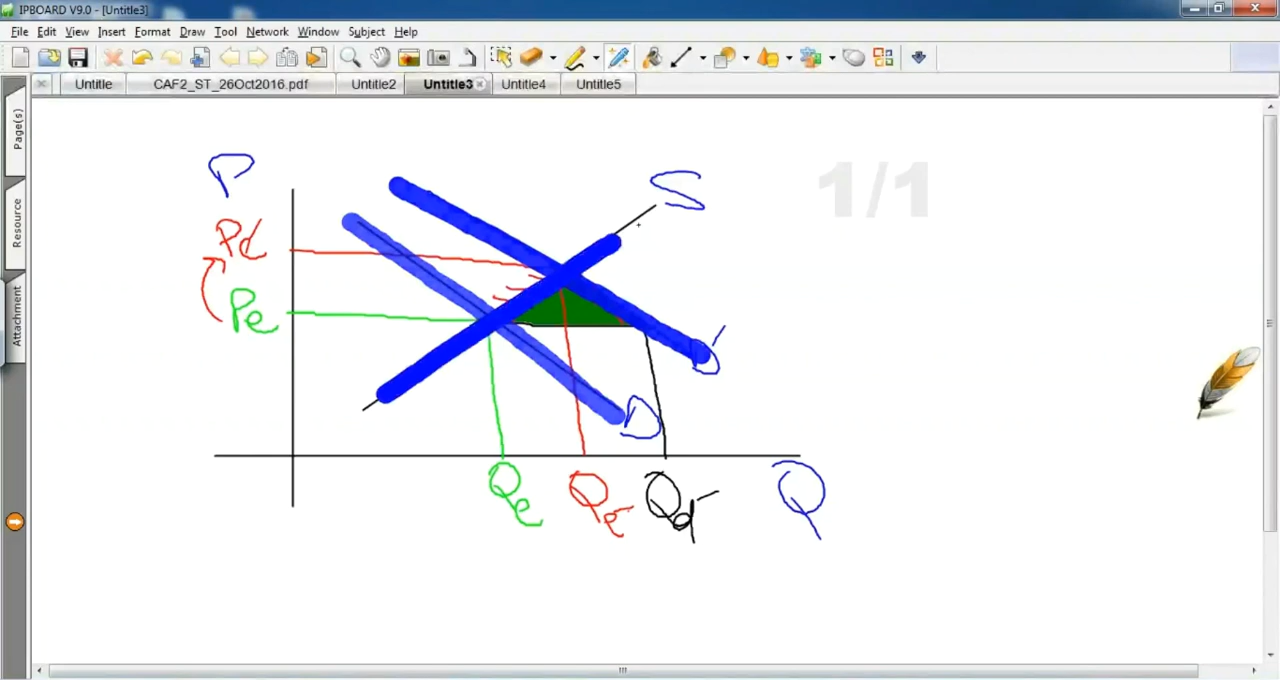 IPBOARD V9.0 - [Untitle3]
File Edit View Insert Format Draw Tool Network Window Subject Help
Untitle CAF2_ST_26Oct2016.pdf Untitle2 Untitle3 Untitle4 Untitle5
Page(s)
Resource
Attachment
1/1
P
S
Pe'
Pe
D'
D
Qe
Qe'
Qd'
Q